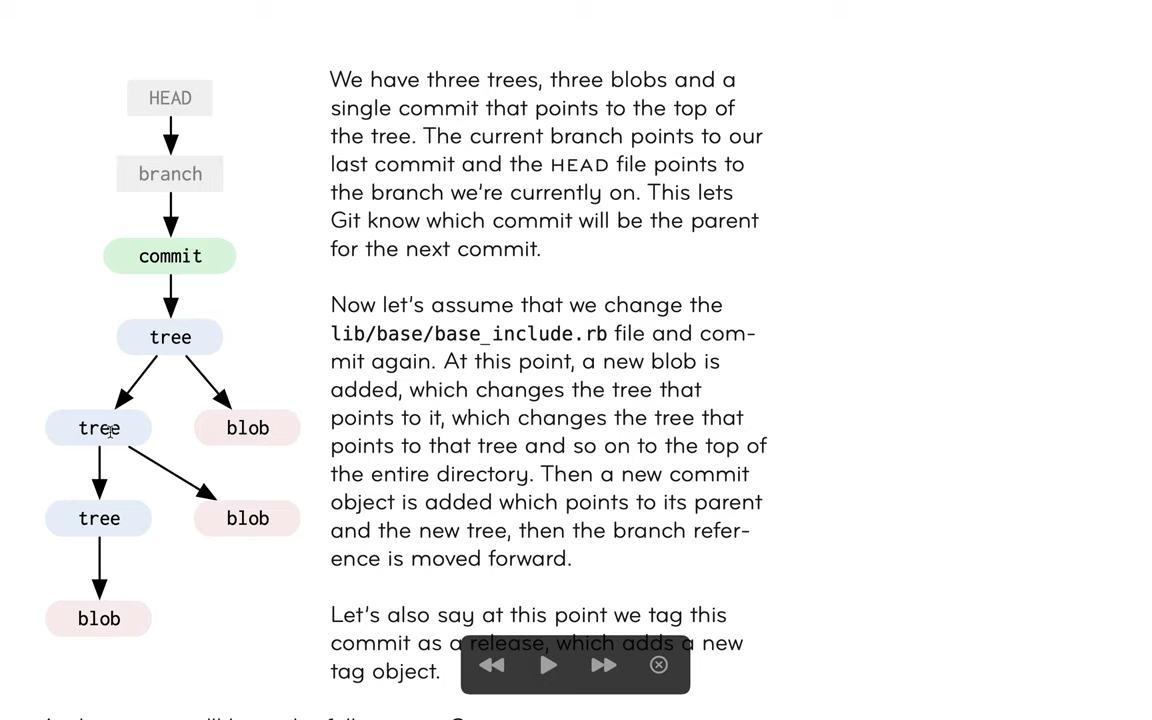 HEAD
branch
commit
tree
tree
blob
tree
blob
blob
We have three trees, three blobs and a
single commit that points to the top of
the tree. The current branch points to our
last commit and the HEAD file points to
the branch we're currently on. This lets
Git know which commit will be the parent
for the next commit.
Now let's assume that we change the
lib/base/base_include.rb file and com-
mit again. At this point, a new blob is
added, which changes the tree that
points to it, which changes the tree that
points to that tree and so on to the top of
the entire directory. Then a new commit
object is added which points to its parent
and the new tree, then the branch refer-
ence is moved forward.
Let's also say at this point we tag this
commit as a release, which adds a new
tag object.